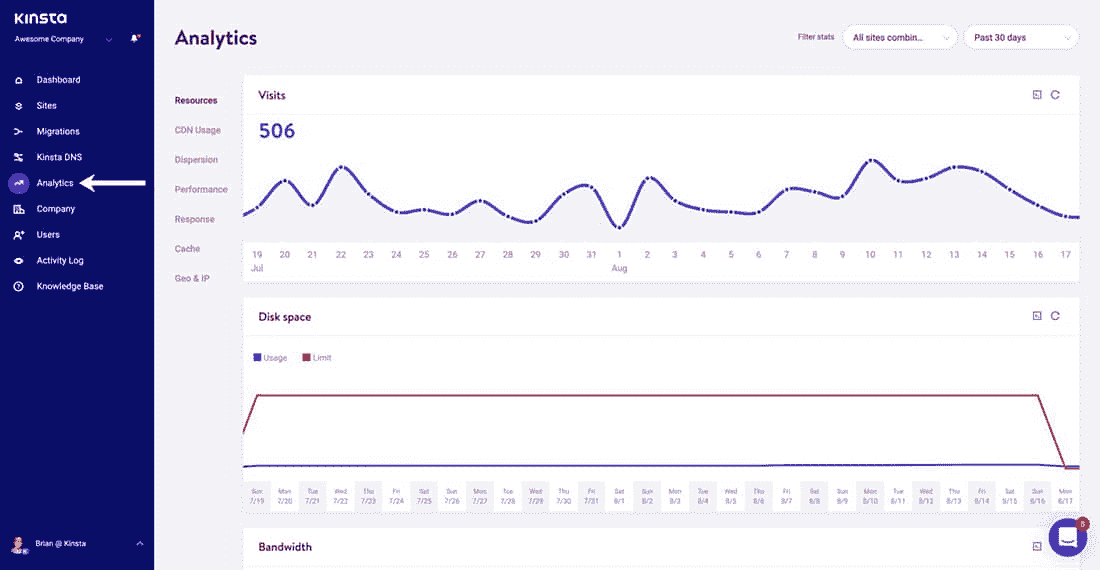 Kinsta
Awesome Company
Dashboard
Sites
Migrations
Kinsta DNS
Analytics
Company
Users
Activity Log
Knowledge Base
Brian @ Kinsta
Analytics
Filter stats
All sites combin...
Past 30 days
Resources
CDN Usage
Dispersion
Performance
Response
Cache
Geo & IP
Visits
506
19 20 21 22 23 24 25 26 27 28 29 30 31 1 2 3 4 5 6 7 8 9 10 11 12 13 14 15 16 17
Jul Aug
Disk space
Usage Limit
Sun Mon Tue Wed Thu Fri Sat Sun Mon Tue Wed Thu Fri Sat Sun Mon Tue Wed Thu Fri Sat Sun Mon Tue Wed Thu Fri Sat Sun Mon
7/19 7/20 7/21 7/22 7/23 7/24 7/25 7/26 7/27 7/28 7/29 7/30 7/31 8/1 8/2 8/3 8/4 8/5 8/6 8/7 8/8 8/9 8/10 8/11 8/12 8/13 8/14 8/15 8/16 8/17
Bandwidth
5